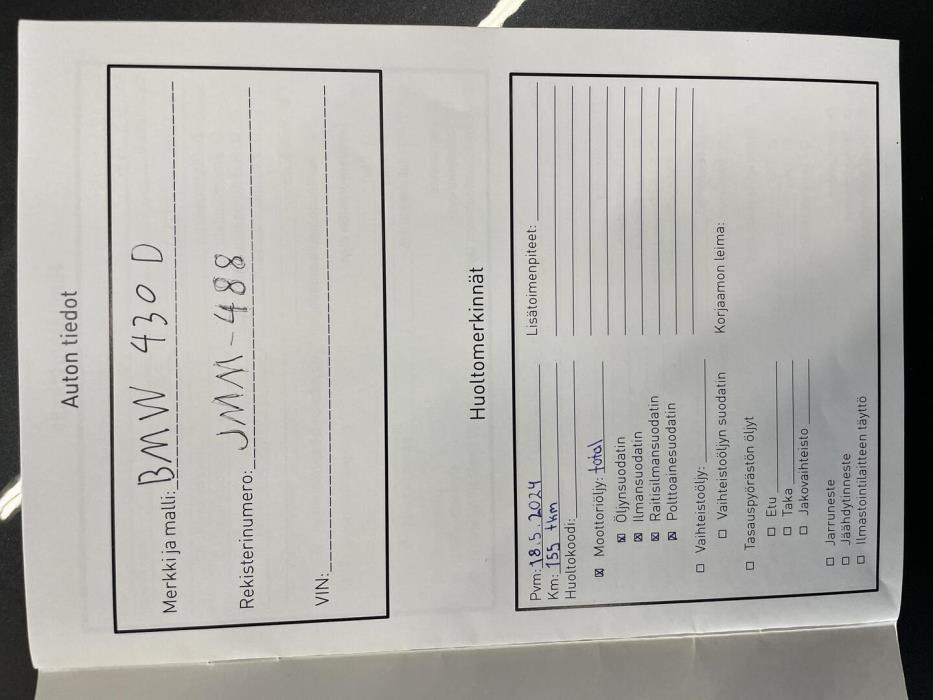 Auton tiedot
Merkki ja malli: BMW 430 D
Rekisterinumero: JMM-488
VIN:
Huoltomerkinnät
Pvm: 18.5.2024
Km: 155 tkm
Huoltokoodi:
☒ Moottoriöljy: total
☒ Öljynsuodatin
☒ Ilmansuodatin
☒ Raitisilmansuodatin
☒ Polttoainesuodatin
☐ Vaihteistoöljy:
☐ Vaihteistoöljyn suodatin
☐ Tasauspyörästön öljyt
☐ Etu
☐ Taka
☐ Jakovaihteisto
☐ Jarruneste
☐ Jäähdytinneste
☐ Ilmastointilaitteen täyttö
Lisätoimenpiteet:
Korjaamon leima: